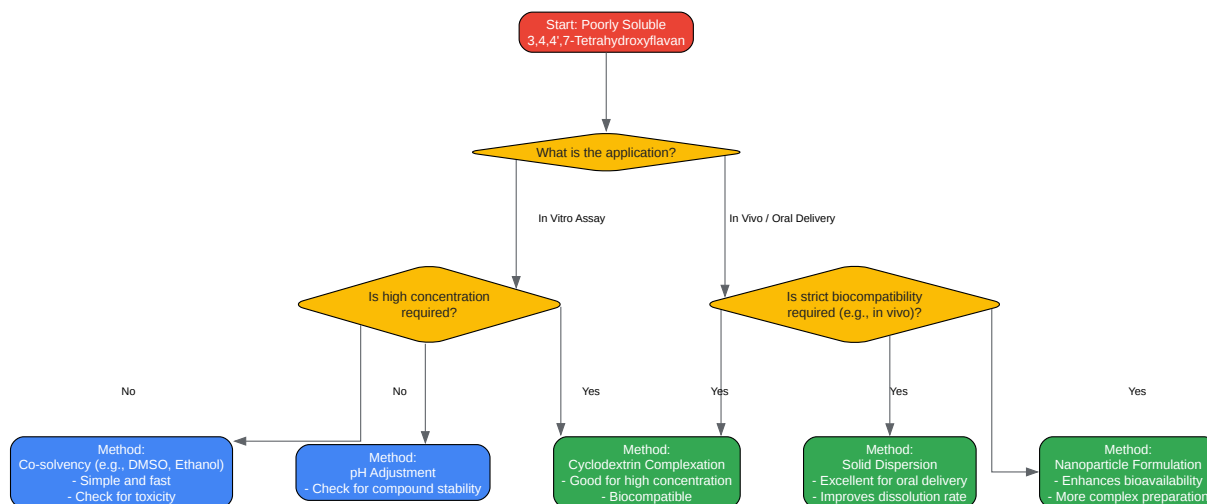 Start: Poorly Soluble
3,4,4',7-Tetrahydroxyflavan
What is the application?
In Vitro Assay
In Vivo / Oral Delivery
Is high concentration
required?
Is strict biocompatibility
required (e.g., in vivo)?
No
No
Yes
Yes
Yes
Yes
Method:
Co-solvency (e.g., DMSO, Ethanol)
- Simple and fast
- Check for toxicity
Method:
pH Adjustment
- Check for compound stability
Method:
Cyclodextrin Complexation
- Good for high concentration
- Biocompatible
Method:
Solid Dispersion
- Excellent for oral delivery
- Improves dissolution rate
Method:
Nanoparticle Formulation
- Enhances bioavailability
- More complex preparation